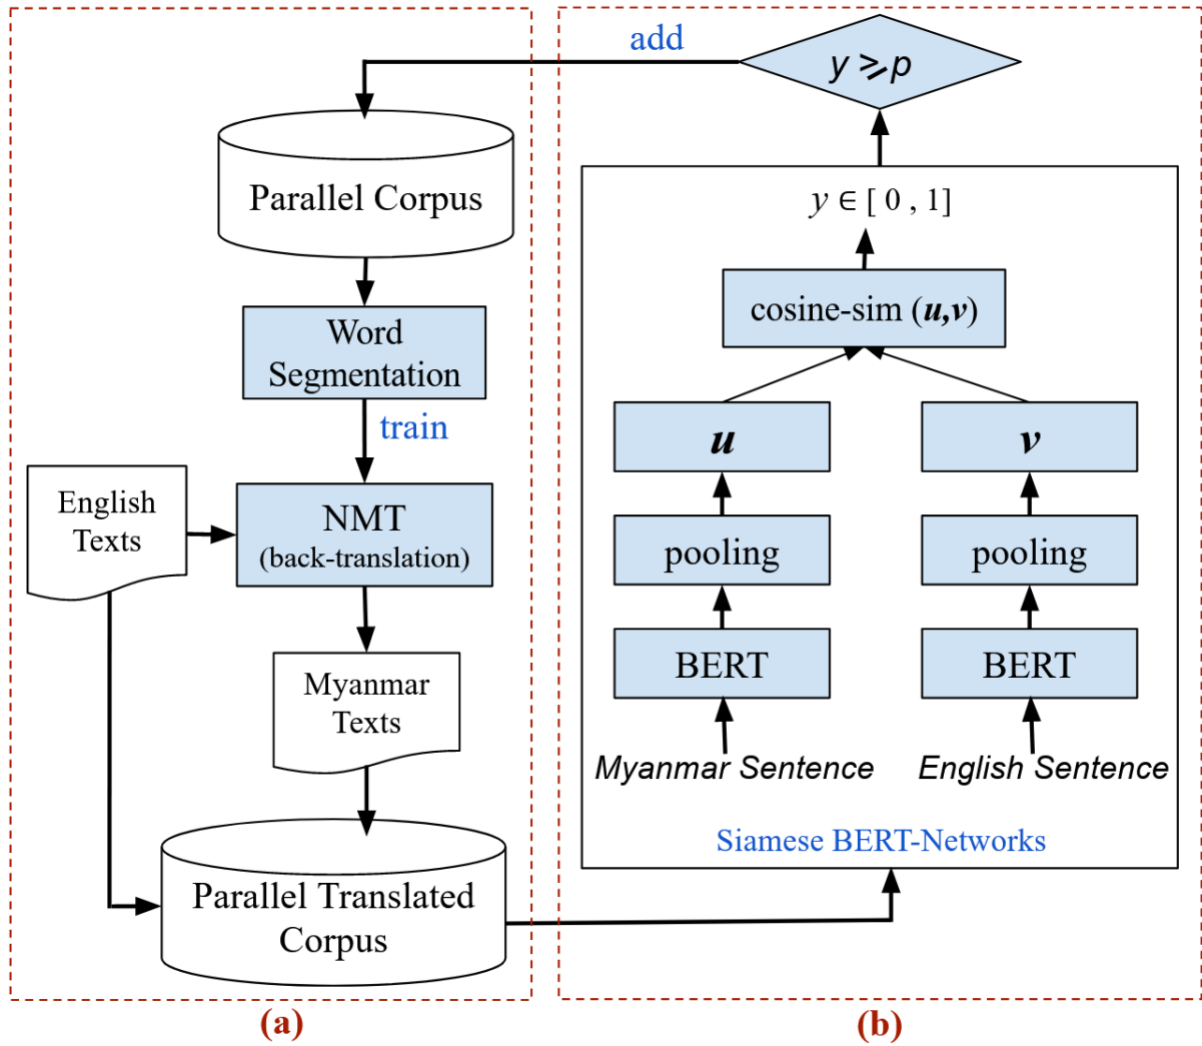 add
Parallel Corpus
Word
Segmentation
train
English
Texts
NMT
(back-translation)
Myanmar
Texts
Parallel Translated
Corpus
(a)
y ⩾ p
y ∈ [ 0 , 1]
cosine-sim (u,v)
u
v
pooling
pooling
BERT
BERT
Myanmar Sentence
English Sentence
Siamese BERT-Networks
(b)